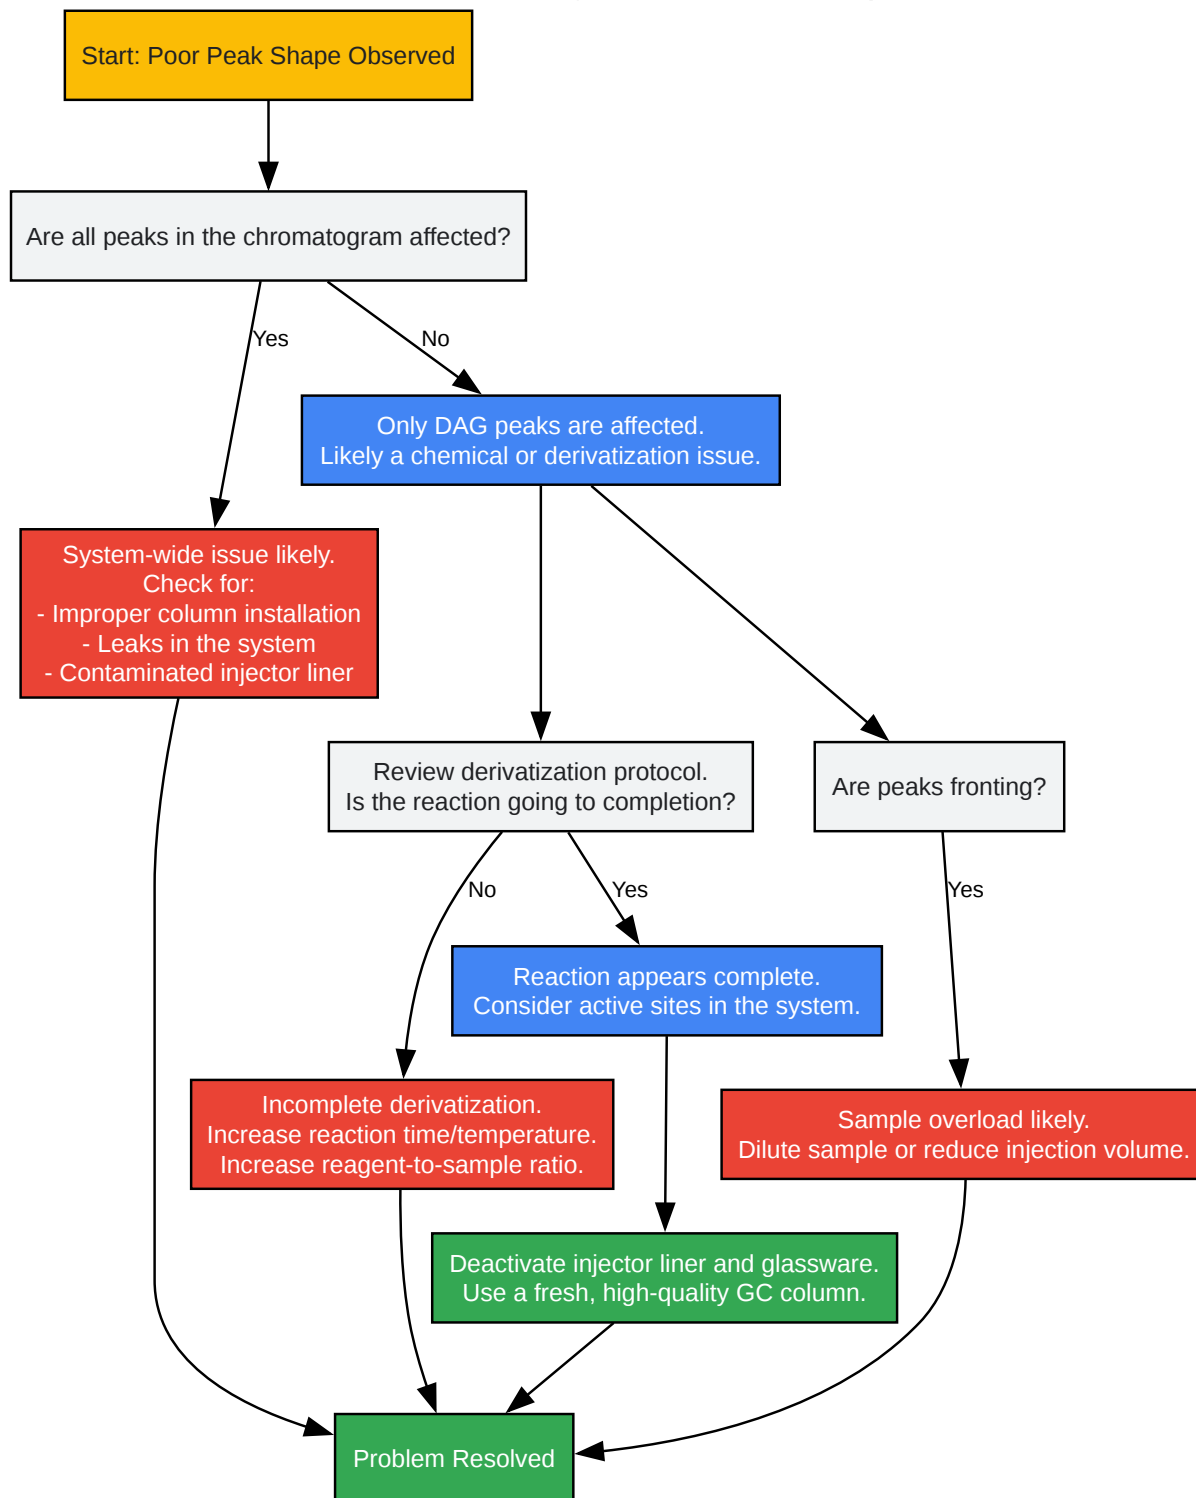 Start: Poor Peak Shape Observed
Are all peaks in the chromatogram affected?
Yes
No
Only DAG peaks are affected.
Likely a chemical or derivatization issue.
System-wide issue likely.
Check for:
- Improper column installation
- Leaks in the system
- Contaminated injector liner
Review derivatization protocol.
Is the reaction going to completion?
Are peaks fronting?
No
Yes
Yes
Reaction appears complete.
Consider active sites in the system.
Incomplete derivatization.
Increase reaction time/temperature.
Increase reagent-to-sample ratio.
Sample overload likely.
Dilute sample or reduce injection volume.
Deactivate injector liner and glassware.
Use a fresh, high-quality GC column.
Problem Resolved